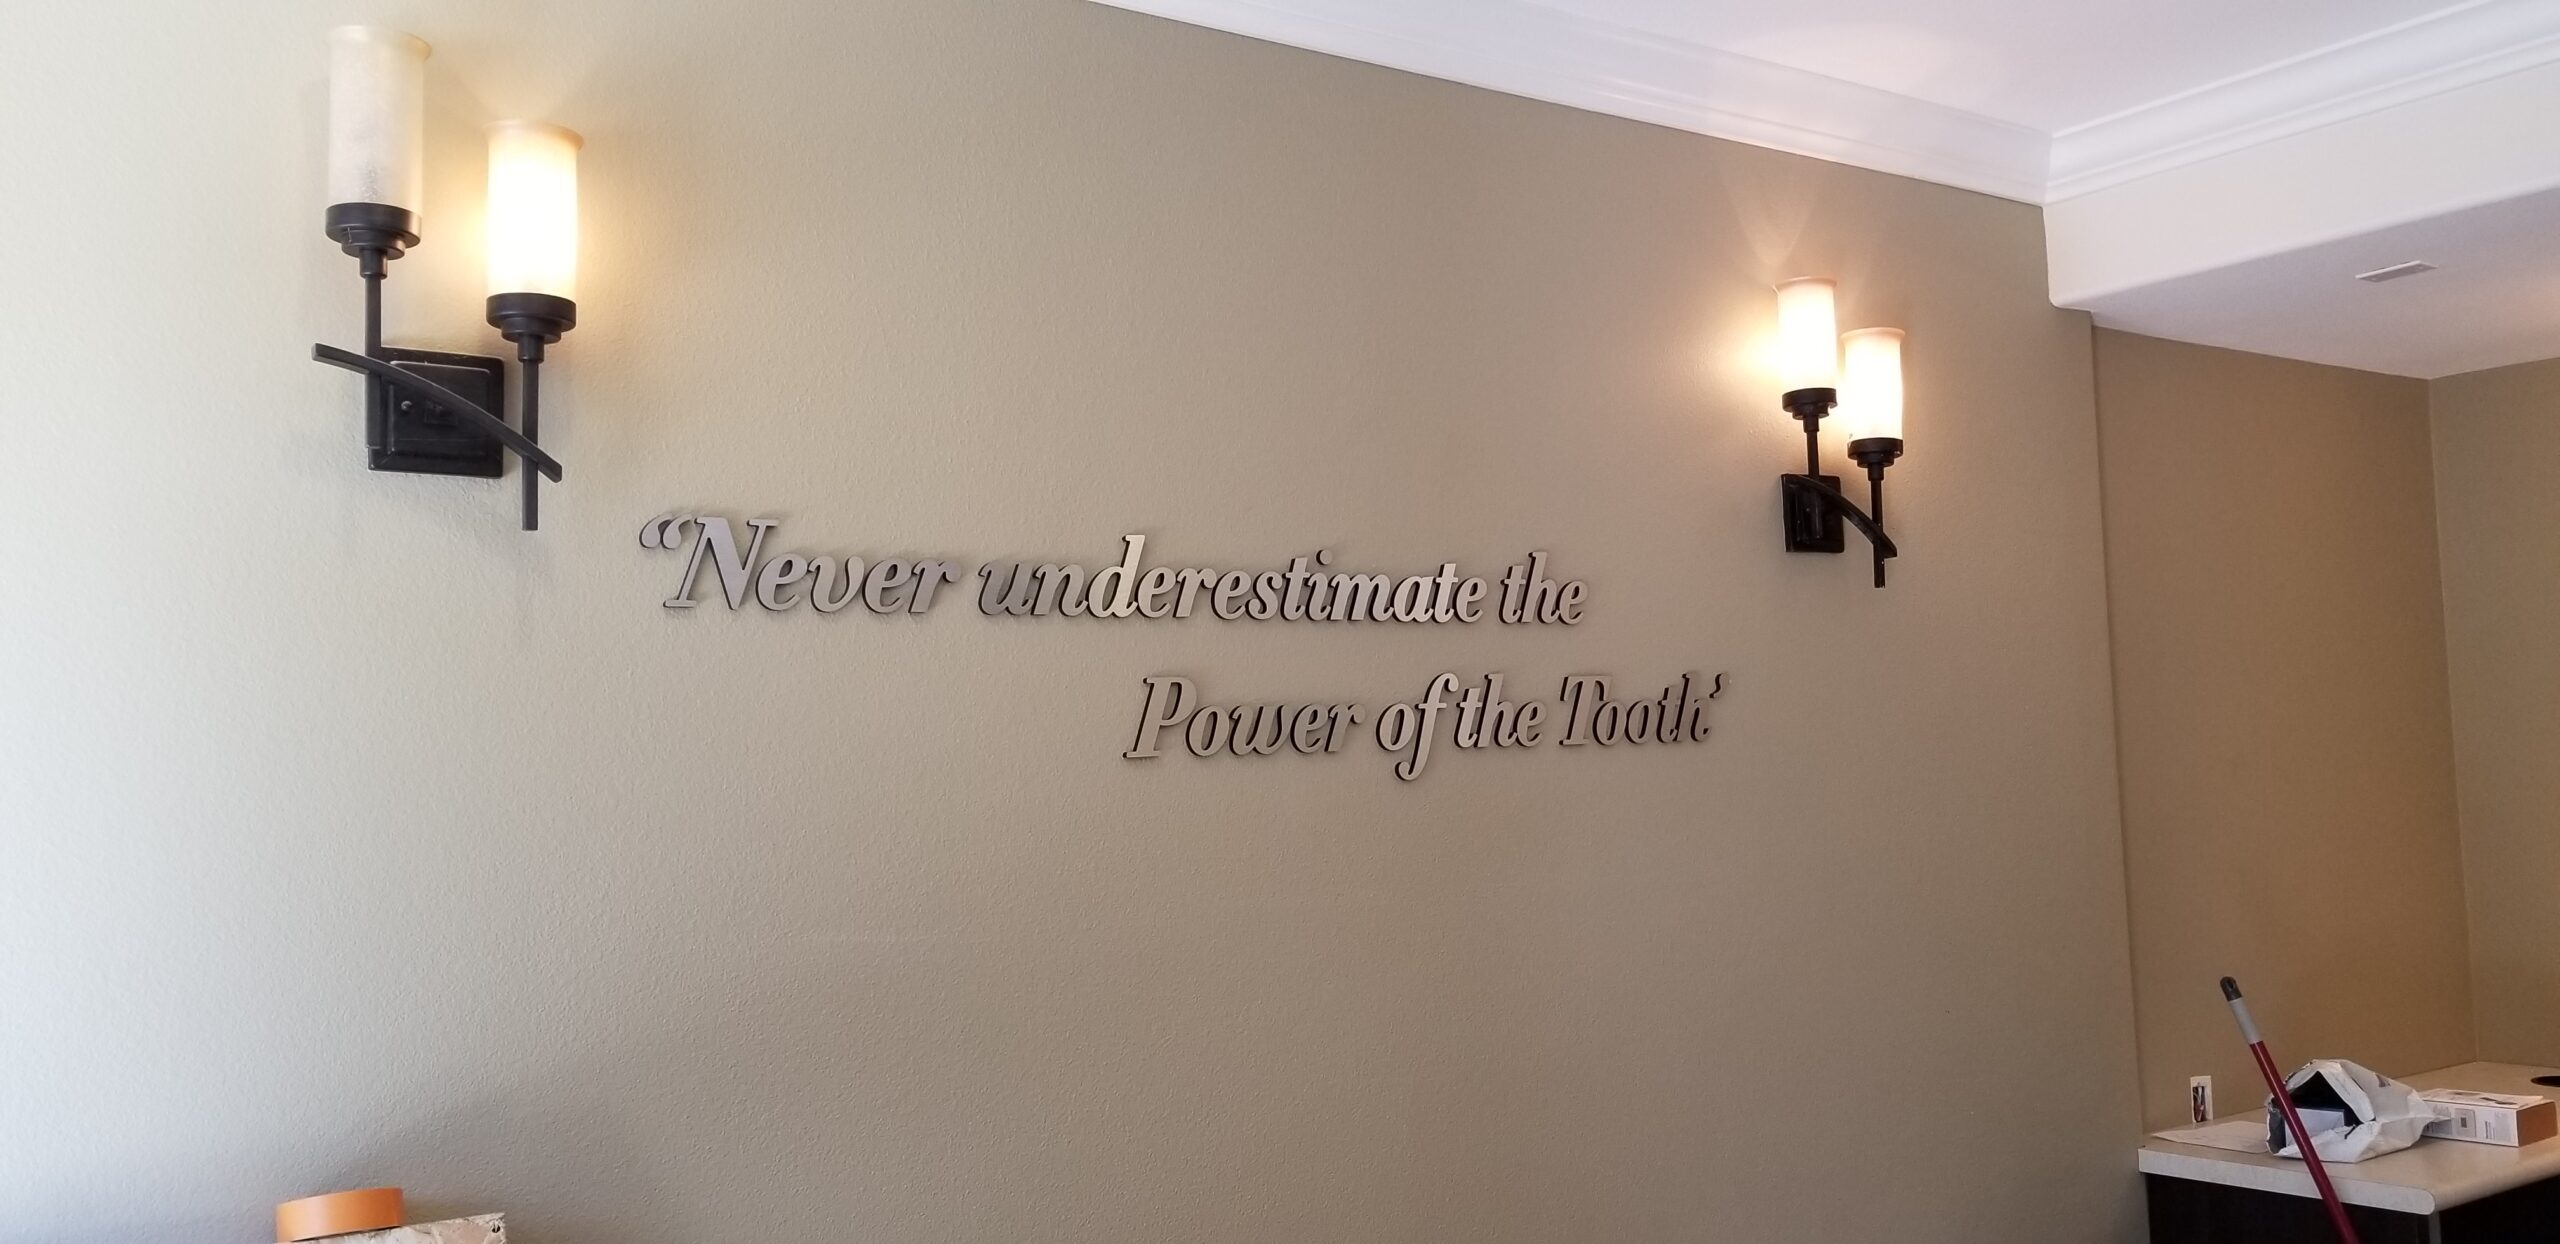 “Never underestimate the
Power of the Tooth’